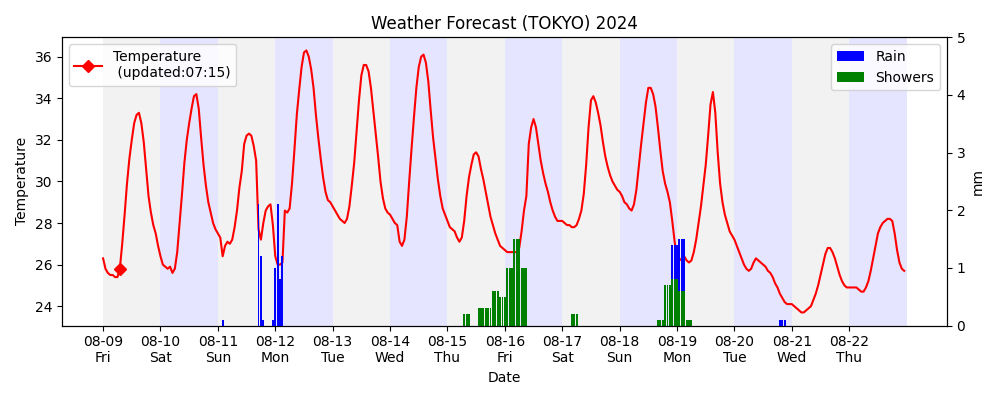 Weather Forecast (TOKYO) 2024
Temperature
(updated:07:15)
Rain
Showers
36
34
32
30
28
26
24
Temperature
5
4
3
2
1
0
mm
08-09 08-10 08-11 08-12 08-13 08-14 08-15 08-16 08-17 08-18 08-19 08-20 08-21 08-22
Fri Sat Sun Mon Tue Wed Thu Fri Sat Sun Mon Tue Wed Thu
Date